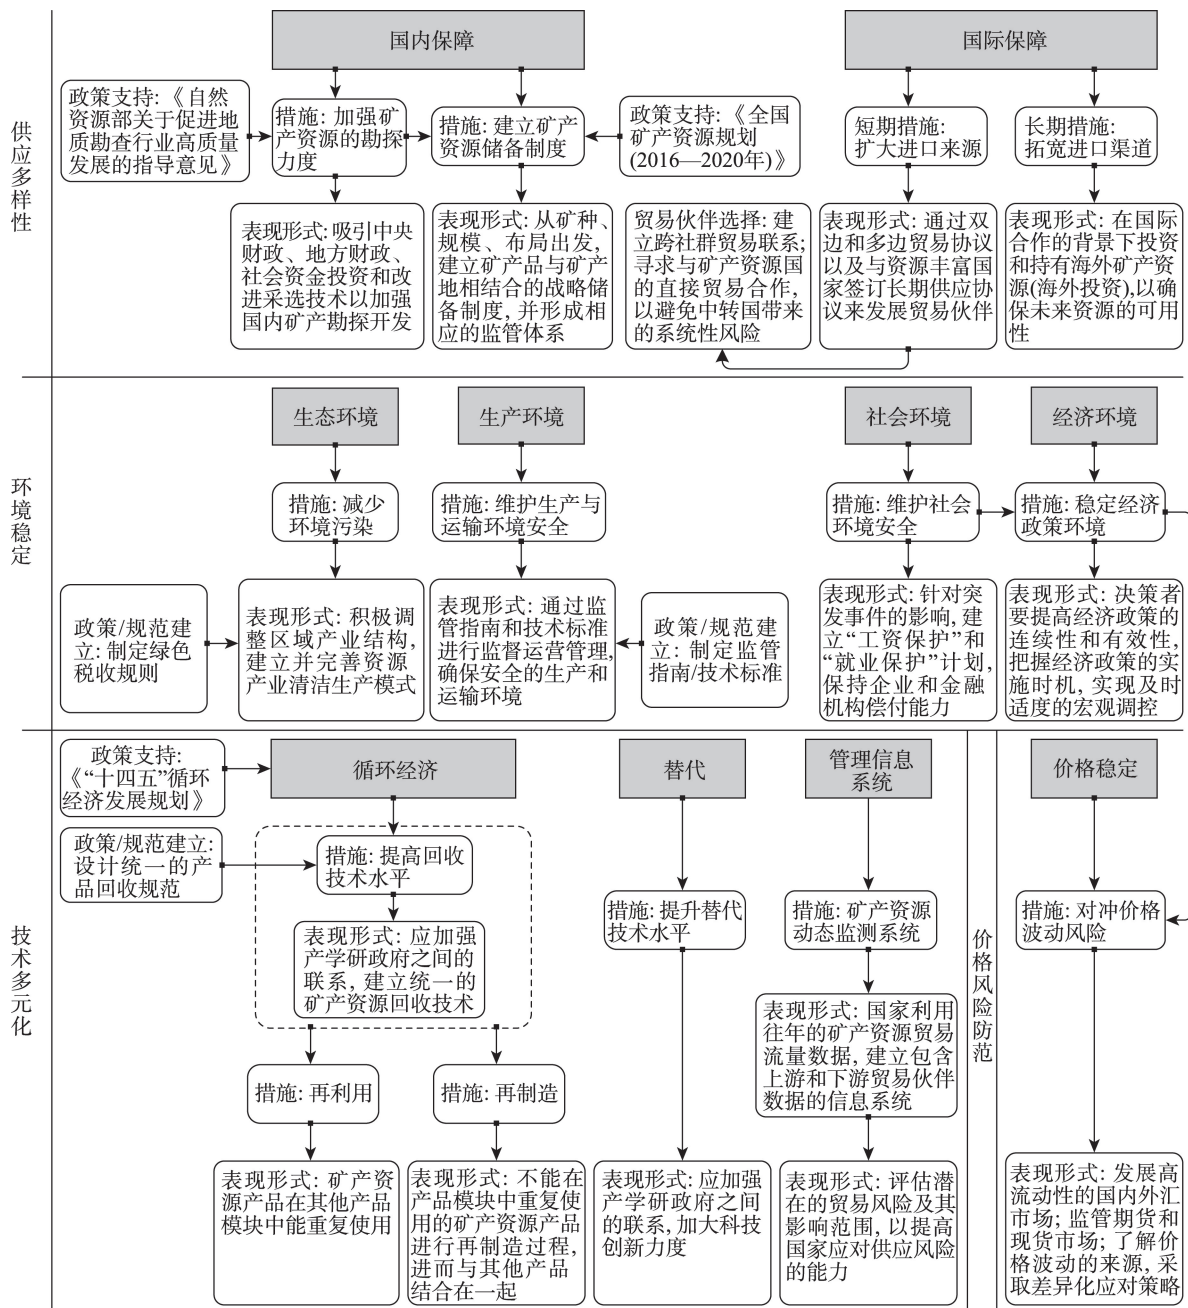 供应多样性
国内保障
国际保障
政策支持:《自然
资源部关于促进地
质勘查行业高质量
发展的指导意见》
措施: 加强矿
产资源的勘探
力度
措施: 建立矿产
资源储备制度
政策支持:《全国
矿产资源规划
(2016—2020年)》
短期措施:
扩大进口来源
长期措施:
拓宽进口渠道
表现形式: 吸引中央
财政、地方财政、
社会资金投资和改
进采选技术以加强
国内矿产勘探开发
表现形式: 从矿种、
规模、布局出发,
建立矿产品与矿产
地相结合的战略储
备制度, 并形成相
应的监管体系
贸易伙伴选择: 建
立跨社群贸易联系;
寻求与矿产资源国
的直接贸易合作,
以避免中转国带来
的系统性风险
表现形式: 通过双
边和多边贸易协议
以及与资源丰富国
家签订长期供应协
议来发展贸易伙伴
表现形式: 在国际
合作的背景下投资
和持有海外矿产资
源(海外投资), 以确
保未来资源的可用
性
环境稳定
生态环境
生产环境
社会环境
经济环境
措施: 减少
环境污染
措施: 维护生产与
运输环境安全
措施: 维护社会
环境安全
措施: 稳定经济
政策环境
政策/规范建
立: 制定绿色
税收规则
表现形式: 积极调
整区域产业结构,
建立并完善资源
产业清洁生产模式
表现形式: 通过监
管指南和技术标准
进行监督运营管理,
确保安全的生产和
运输环境
政策/规范建
立: 制定监管
指南/技术标准
表现形式: 针对突
发事件的影响, 建
立“工资保护”和
“就业保护”计划,
保持企业和金融
机构偿付能力
表现形式: 决策者
要提高经济政策的
连续性和有效性,
把握经济政策的实
施时机, 实现及时
适度的宏观调控
技术多元化
政策支持:
《“十四五”循环
经济发展规划》
循环经济
替代
管理信息
系统
价格风险防范
价格稳定
政策/规范建立:
设计统一的产
品回收规范
措施: 提高回收
技术水平
措施: 提升替代
技术水平
措施: 矿产资源
动态监测系统
措施: 对冲价格
波动风险
表现形式: 应加强
产学研政府之间的
联系, 建立统一的
矿产资源回收技术
表现形式: 国家利用
往年的矿产资源贸易
流量数据, 建立包含
上游和下游贸易伙伴
数据的信息系统
措施: 再利用
措施: 再制造
表现形式: 矿产资
源产品在其他产品
模块中能重复使用
表现形式: 不能在
产品模块中重复使
用的矿产资源产品
进行再制造过程,
进而与其他产品
结合在一起
表现形式: 应加强
产学研政府之间
的联系, 加大科技
创新力度
表现形式: 评估潜
在的贸易风险及其
影响范围, 以提高
国家应对供应风险
的能力
表现形式: 发展高
流动性的国内外汇
市场; 监管期货和
现货市场; 了解价
格波动的来源, 采
取差异化应对策略